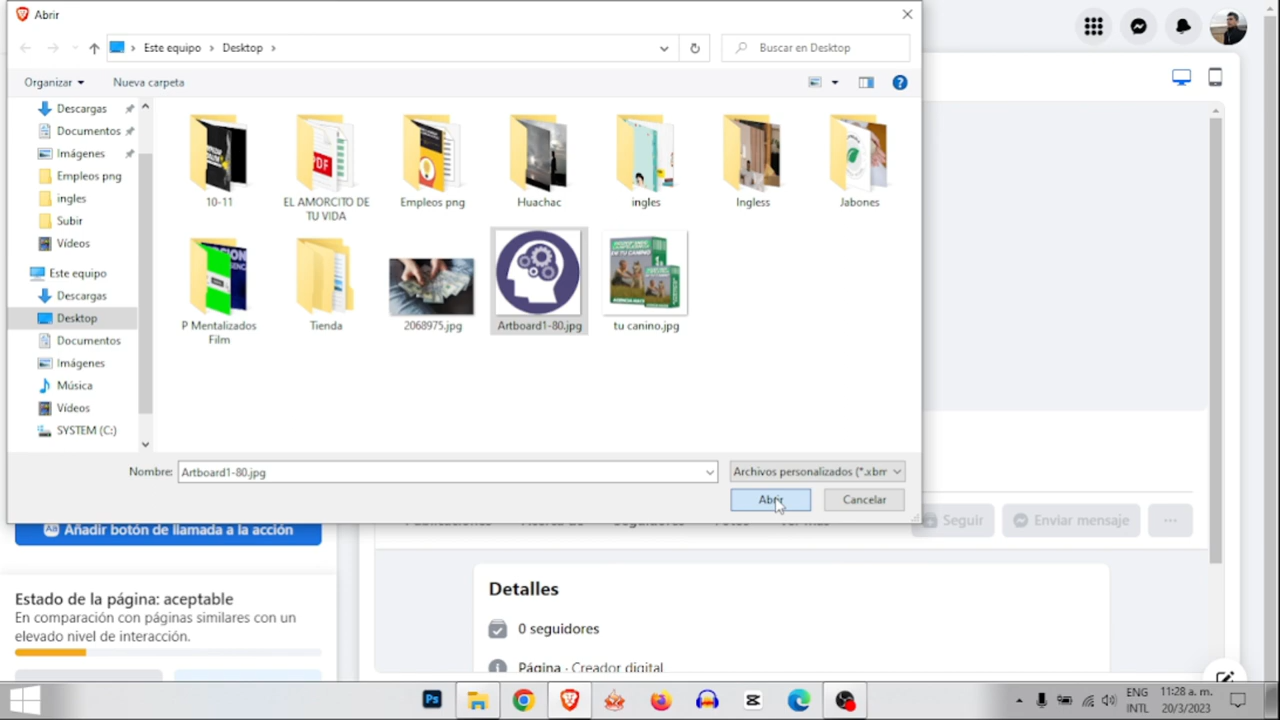 Abrir
Este equipo > Desktop >
Buscar en Desktop
Organizar
Nueva carpeta
Descargas
Documentos
Imágenes
Empleos png
ingles
Subir
Vídeos
Este equipo
Descargas
Desktop
Documentos
Imágenes
Música
Vídeos
SYSTEM (C:)
10-11
PDF
EL AMORCITO DE
TU VIDA
Empleos png
Huachac
ingles
Ingless
Jabones
P Mentalizados
Film
Tienda
2068975.jpg
Artboard1-80.jpg
tu canino.jpg
Nombre:
Artboard1-80.jpg
Archivos personalizados (*.xbm
Abrir
Cancelar
Añadir botón de llamada a la acción
Seguir
Enviar mensaje
Estado de la página: aceptable
En comparación con páginas similares con un
elevado nivel de interacción.
Detalles
0 seguidores
Página · Creador digital
Ps
ENG
INTL
11:28 a. m.
20/3/2023